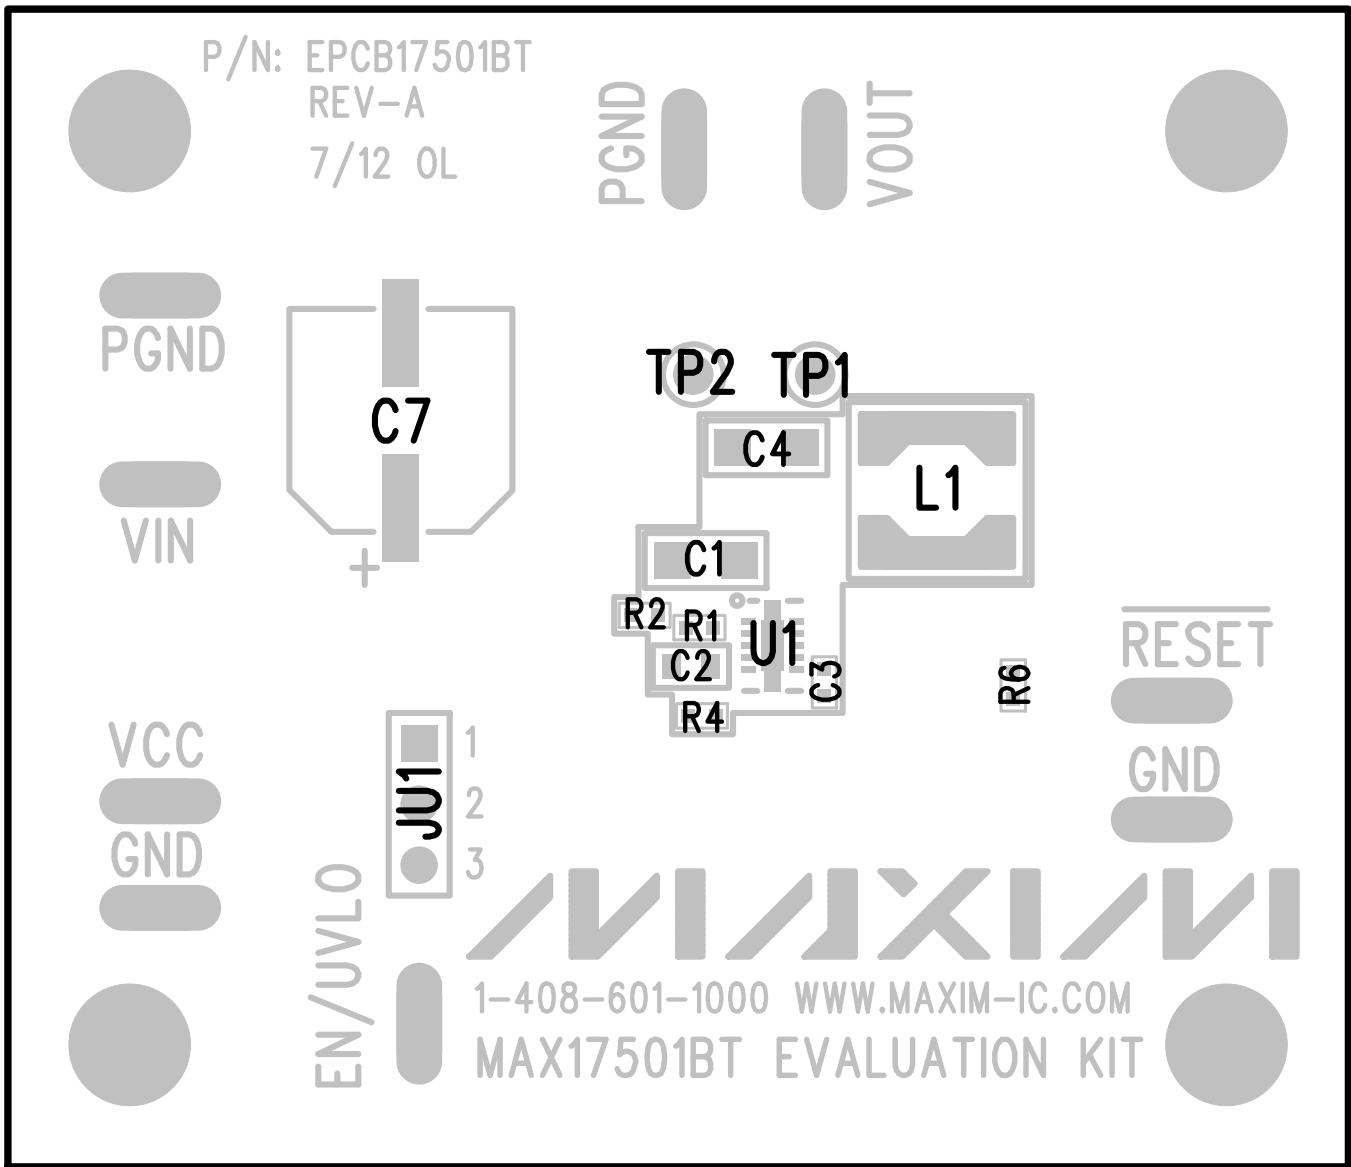 P/N: EPCB17501BT
REV-A
7/12 OL
PGND
VOUT
PGND
VIN
C7
+
TP2
TP1
C4
L1
C1
R2
R1
U1
C2
C3
R4
R6
RESET
GND
VCC
GND
JU1
1
2
3
EN/UVLO
MAXIM
1-408-601-1000 WWW.MAXIM-IC.COM
MAX17501BT EVALUATION KIT